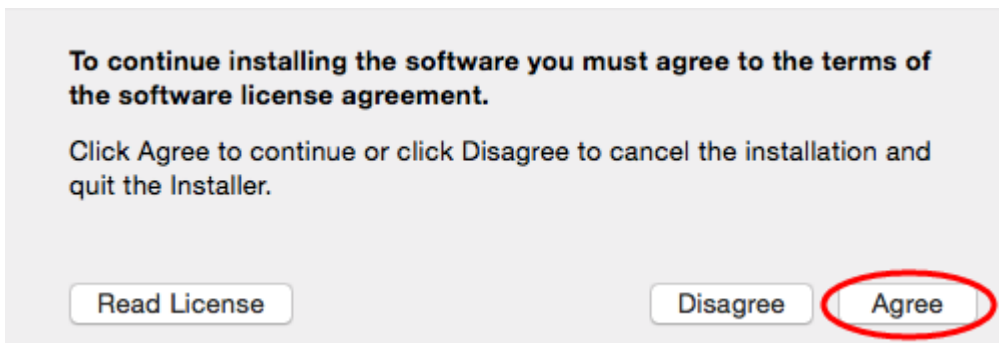 To continue installing the software you must agree to the terms of
the software license agreement.
Click Agree to continue or click Disagree to cancel the installation and
quit the Installer.
Read License Disagree Agree